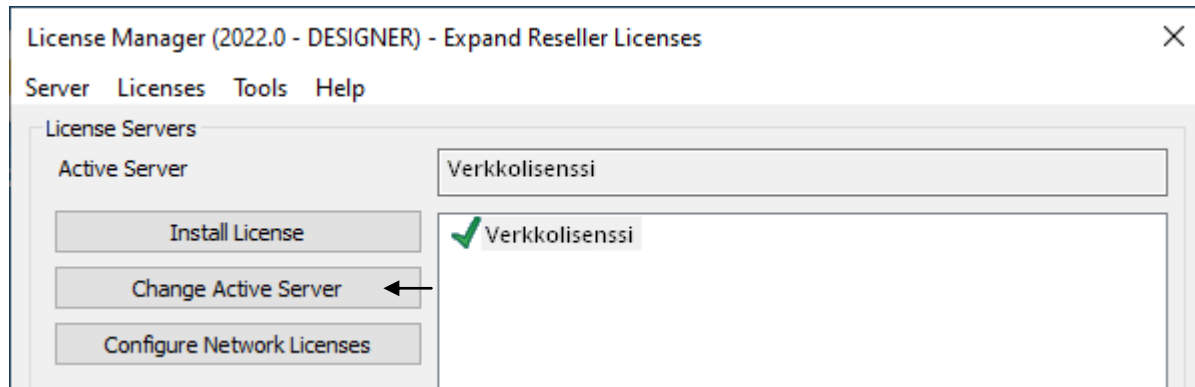 License Manager (2022.0 - DESIGNER) - Expand Reseller Licenses
Server Licenses Tools Help
License Servers
Active Server Verkkolisenssi
Install License Verkkolisenssi
Change Active Server
Configure Network Licenses